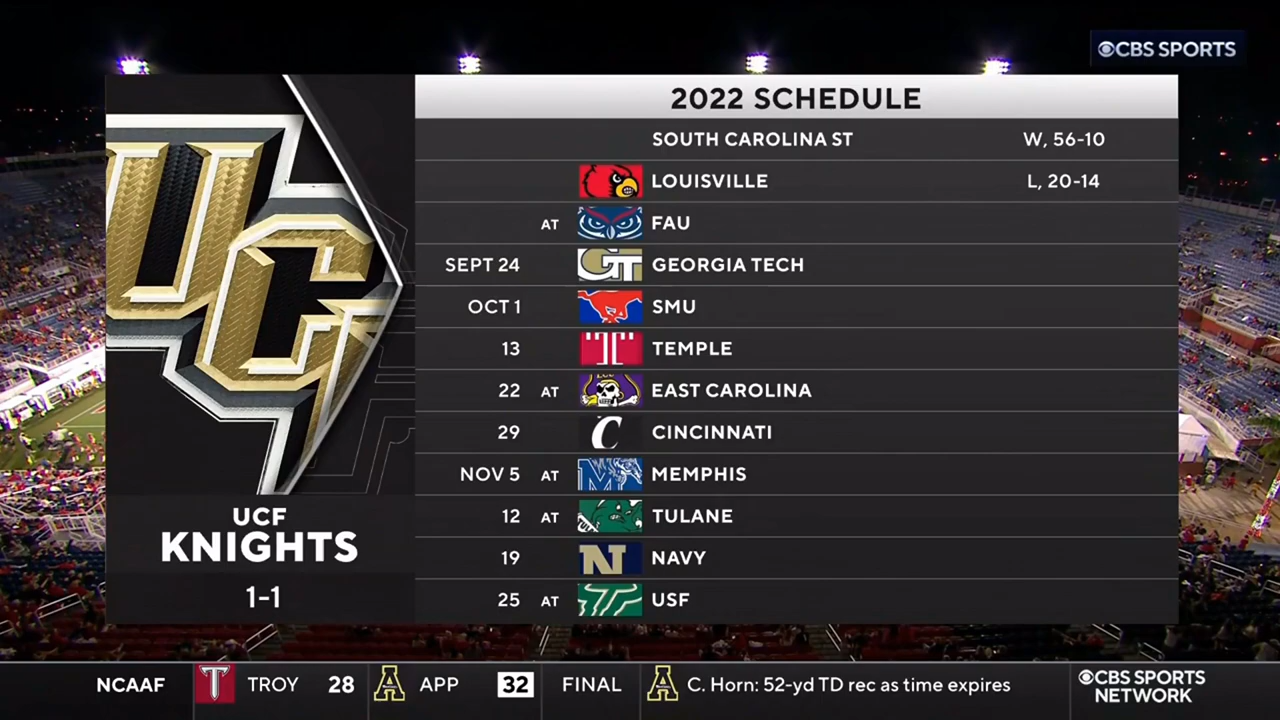 CBS SPORTS
2022 SCHEDULE
SOUTH CAROLINA ST W, 56-10
LOUISVILLE L, 20-14
AT FAU
SEPT 24 GT GEORGIA TECH
OCT 1 SMU
13 T TEMPLE
22 AT ECU EAST CAROLINA
29 C CINCINNATI
NOV 5 AT M MEMPHIS
12 AT TULANE
19 N NAVY
25 AT USF
UCF
UCF
KNIGHTS
1-1
NCAAF T TROY 28 A APP 32 FINAL A C. Horn: 52-yd TD rec as time expires
CBS SPORTS
NETWORK